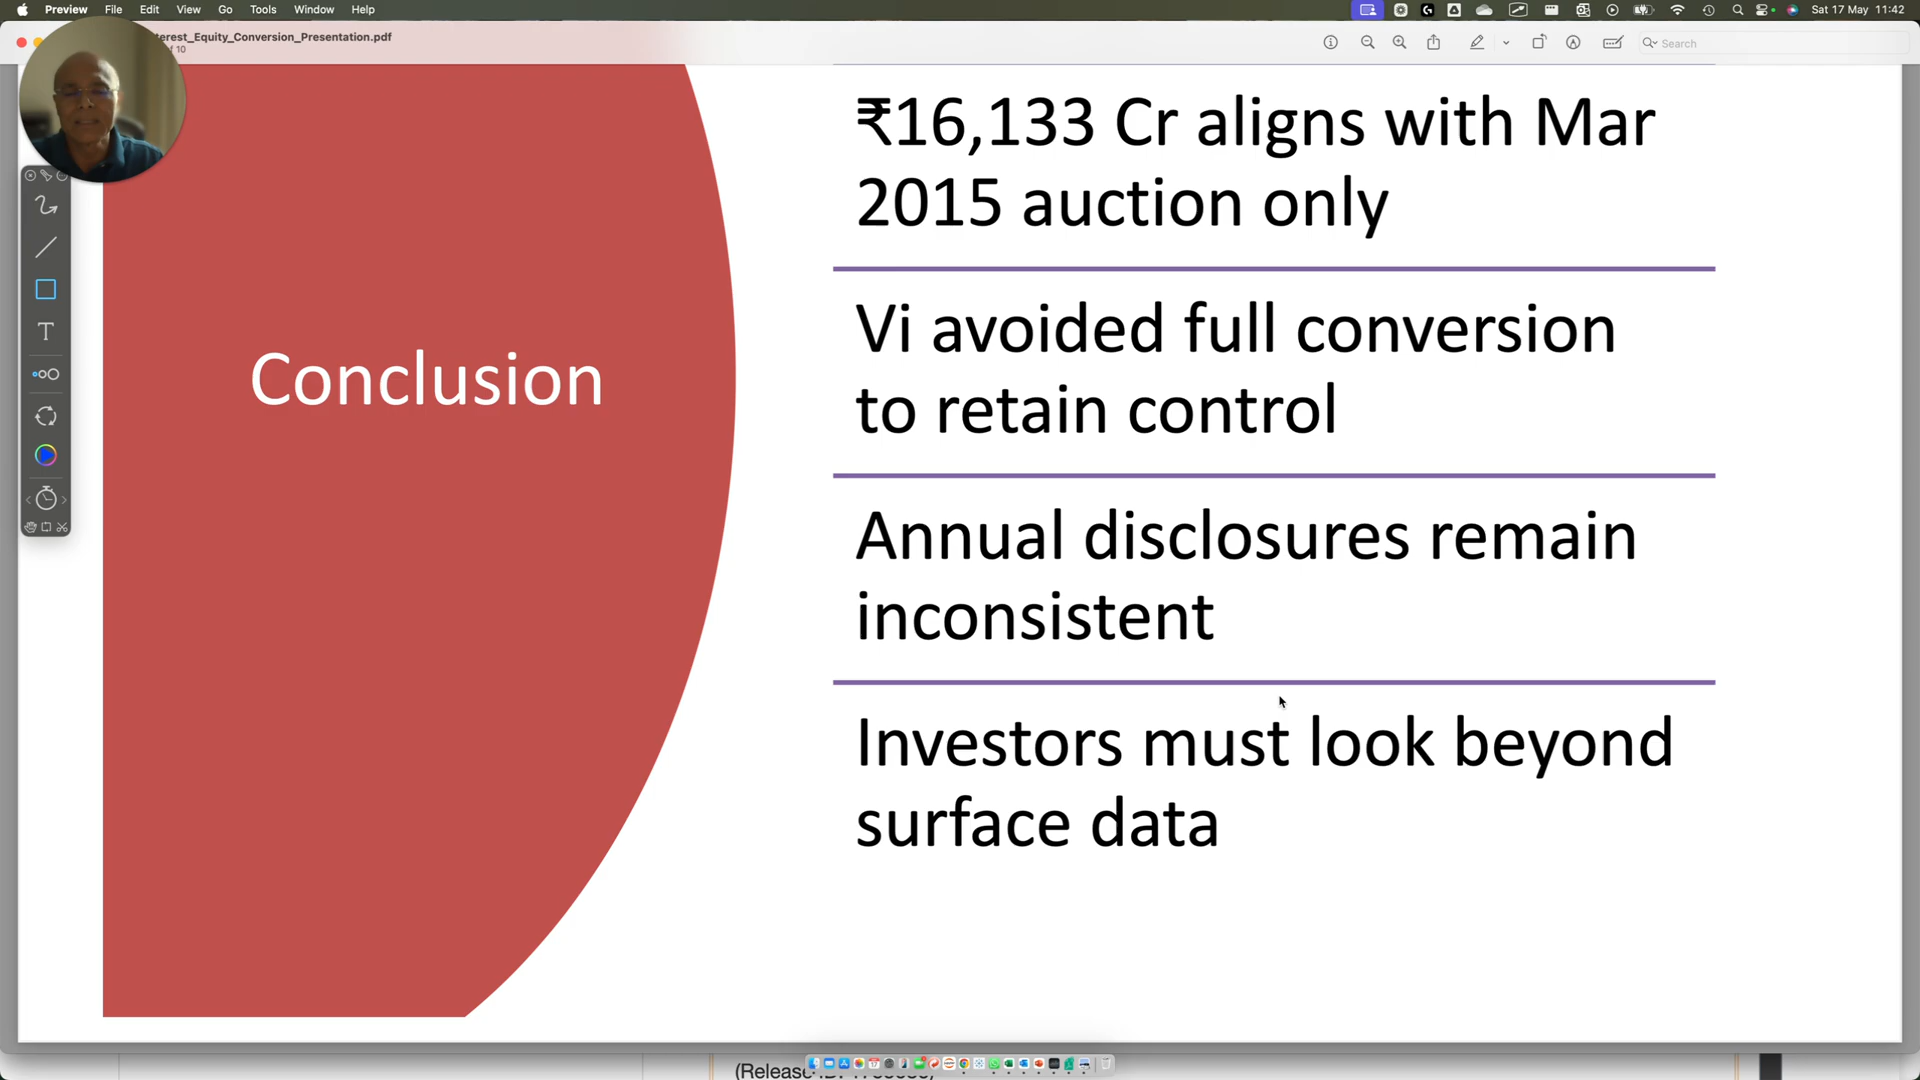 Preview File Edit View Go Tools Window Help
Sat 17 May 11:42
erest_Equity_Conversion_Presentation.pdf
of 10
Search
₹16,133 Cr aligns with Mar
2015 auction only
Conclusion
Vi avoided full conversion
to retain control
Annual disclosures remain
inconsistent
Investors must look beyond
surface data
T
(Release